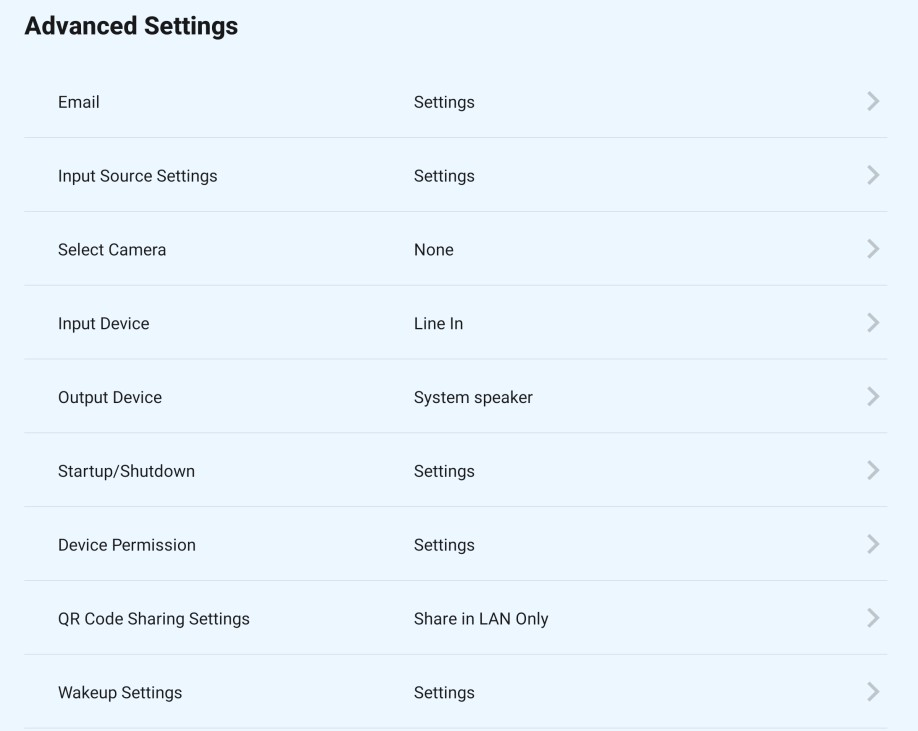 Advanced Settings
Email Settings
Input Source Settings Settings
Select Camera None
Input Device Line In
Output Device System speaker
Startup/Shutdown Settings
Device Permission Settings
QR Code Sharing Settings Share in LAN Only
Wakeup Settings Settings